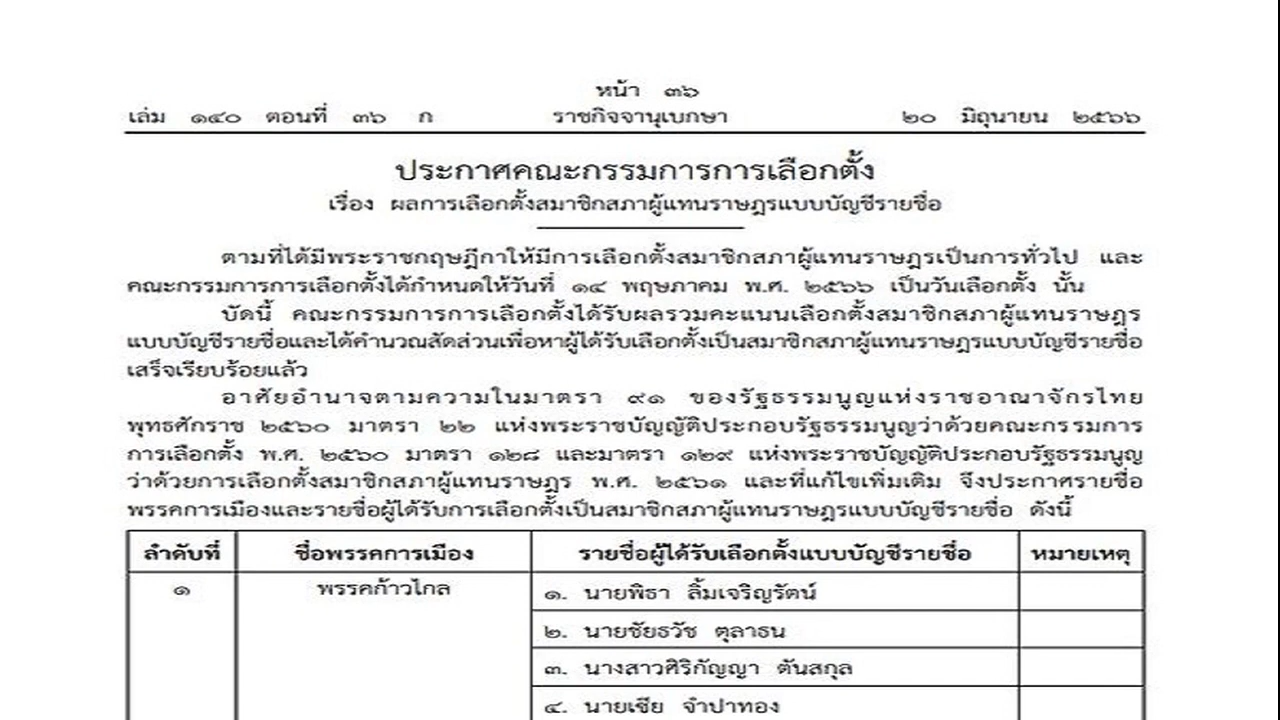 หน้า ๓๖
เล่ม ๑๔๐ ตอนที่ ๓๖ ก ราชกิจจานุเบกษา ๒๐ มิถุนายน ๒๕๖๖
ประกาศคณะกรรมการการเลือกตั้ง
เรื่อง ผลการเลือกตั้งสมาชิกสภาผู้แทนราษฎรแบบบัญชีรายชื่อ
ตามที่ได้มีพระราชกฤษฎีกาให้มีการเลือกตั้งสมาชิกสภาผู้แทนราษฎรเป็นการทั่วไป และ
คณะกรรมการการเลือกตั้งได้กำหนดให้วันที่ ๑๔ พฤษภาคม พ.ศ. ๒๕๖๖ เป็นวันเลือกตั้ง นั้น
บัดนี้ คณะกรรมการการเลือกตั้งได้รับผลรวมคะแนนเลือกตั้งสมาชิกสภาผู้แทนราษฎร
แบบบัญชีรายชื่อและได้คำนวณสัดส่วนเพื่อหาผู้ได้รับเลือกตั้งเป็นสมาชิกสภาผู้แทนราษฎรแบบบัญชีรายชื่อ
เสร็จเรียบร้อยแล้ว
อาศัยอำนาจตามความในมาตรา ๙๑ ของรัฐธรรมนูญแห่งราชอาณาจักรไทย
พุทธศักราช ๒๕๖๐ มาตรา ๒๒ แห่งพระราชบัญญัติประกอบรัฐธรรมนูญว่าด้วยคณะกรรมการ
การเลือกตั้ง พ.ศ. ๒๕๖๐ มาตรา ๑๒๘ และมาตรา ๑๒๙ แห่งพระราชบัญญัติประกอบรัฐธรรมนูญ
ว่าด้วยการเลือกตั้งสมาชิกสภาผู้แทนราษฎร พ.ศ. ๒๕๖๑ และที่แก้ไขเพิ่มเติม จึงประกาศรายชื่อ
พรรคการเมืองและรายชื่อผู้ได้รับการเลือกตั้งเป็นสมาชิกสภาผู้แทนราษฎรแบบบัญชีรายชื่อ ดังนี้
ลำดับที่ ชื่อพรรคการเมือง รายชื่อผู้ได้รับเลือกตั้งแบบบัญชีรายชื่อ หมายเหตุ
๑ พรรคก้าวไกล ๑. นายพิธา ลิ้มเจริญรัตน์
๒. นายชัยธวัช ตุลาธน
๓. นางสาวศิริกัญญา ตันสกุล
๔. นายเซีย จำปาทอง